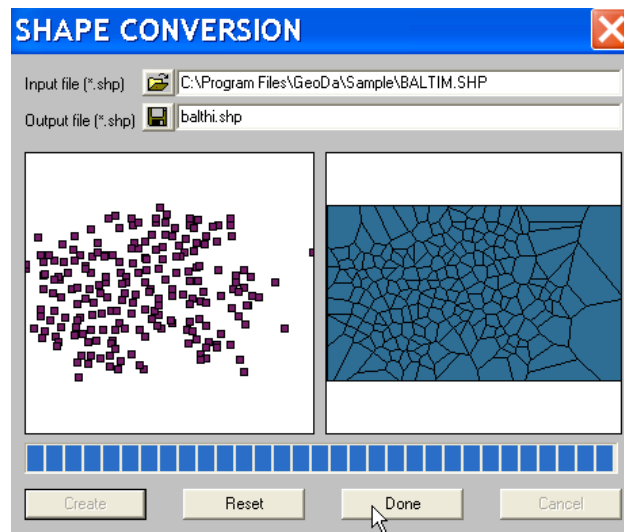 SHAPE CONVERSION
Input file (*.shp) C:\Program Files\GeoDa\Sample\BALTIM.SHP
Output file (*.shp) balthi.shp
Create Reset Done Cancel